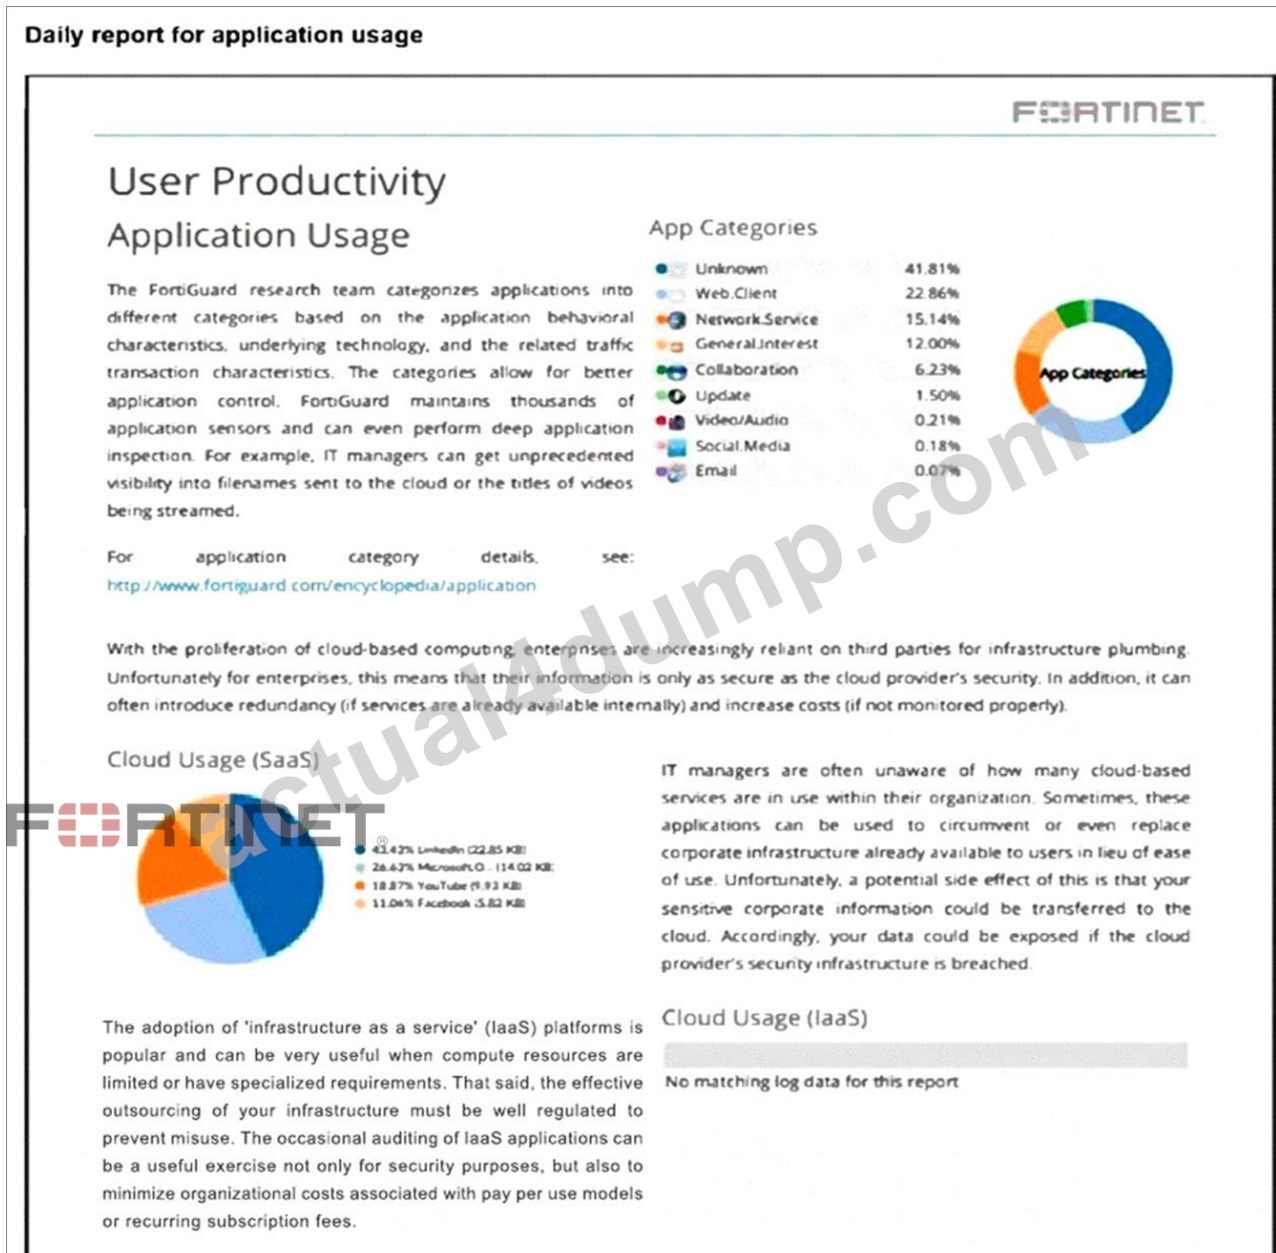 Daily report for application usage
FORTINET
User Productivity
Application Usage
The FortiGuard research team categorizes applications into
different categories based on the application behavioral
characteristics, underlying technology, and the related traffic
transaction characteristics. The categories allow for better
application control. FortiGuard maintains thousands of
application sensors and can even perform deep application
inspection. For example, IT managers can get unprecedented
visibility into filenames sent to the cloud or the titles of videos
being streamed.
For application category details, see:
http://www.fortiguard.com/encyclopedia/application
App Categories
Unknown 41.81%
Web.Client 22.86%
Network.Service 15.14%
General.Interest 12.00%
Collaboration 6.23%
Update 1.50%
Video/Audio 0.21%
Social.Media 0.18%
Email 0.07%
App Categories
With the proliferation of cloud-based computing, enterprises are increasingly reliant on third parties for infrastructure plumbing.
Unfortunately for enterprises, this means that their information is only as secure as the cloud provider's security. In addition, it can
often introduce redundancy (if services are already available internally) and increase costs (if not monitored properly).
Cloud Usage (SaaS)
43.43% LinkedIn (22.85 KB)
26.63% Microsoft.O... (14.02 KB)
18.87% YouTube (9.93 KB)
11.06% Facebook (5.82 KB)
IT managers are often unaware of how many cloud-based
services are in use within their organization. Sometimes, these
applications can be used to circumvent or even replace
corporate infrastructure already available to users in lieu of ease
of use. Unfortunately, a potential side effect of this is that your
sensitive corporate information could be transferred to the
cloud. Accordingly, your data could be exposed if the cloud
provider's security infrastructure is breached.
The adoption of 'infrastructure as a service' (IaaS) platforms is
popular and can be very useful when compute resources are
limited or have specialized requirements. That said, the effective
outsourcing of your infrastructure must be well regulated to
prevent misuse. The occasional auditing of IaaS applications can
be a useful exercise not only for security purposes, but also to
minimize organizational costs associated with pay per use models
or recurring subscription fees.
Cloud Usage (IaaS)
No matching log data for this report
FORTINET®
actual4dump.com